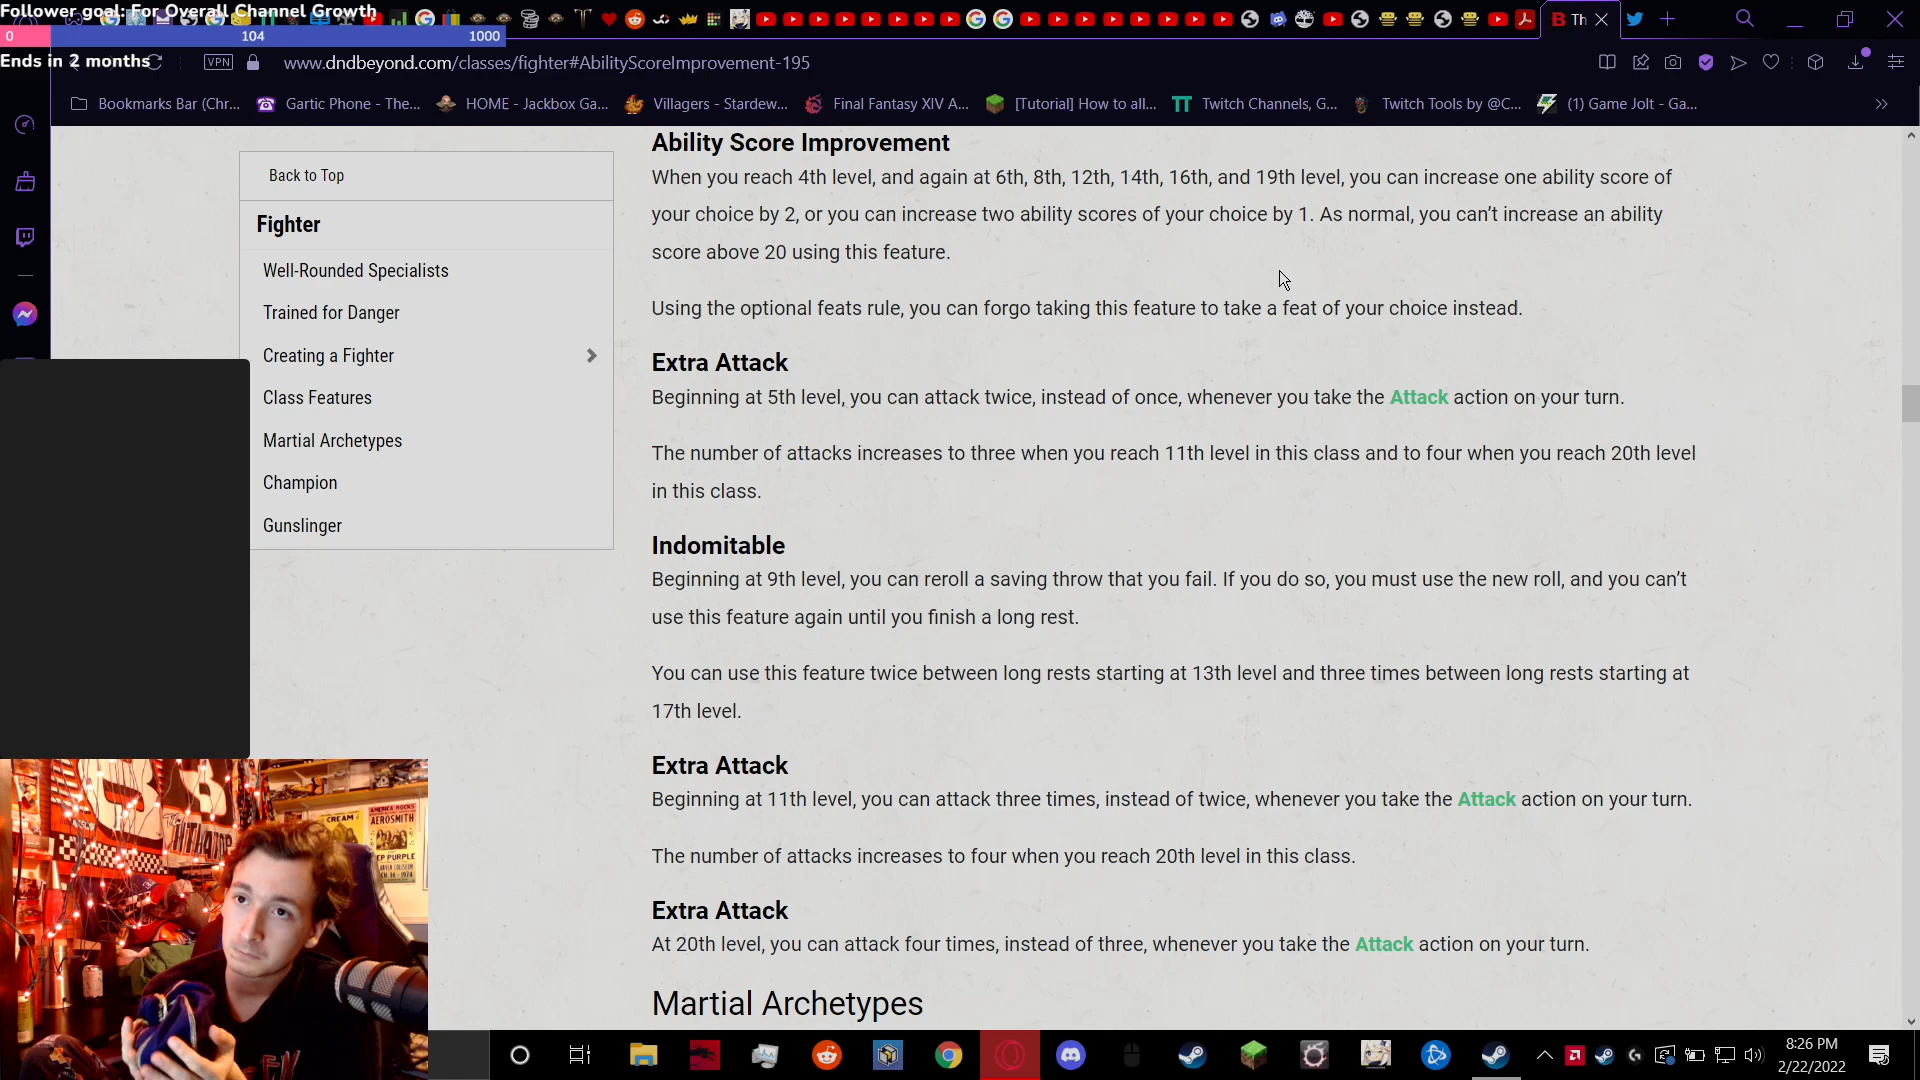 Follower goal: For Overall Channel Growth
0 104 1000
Ends in 2 months
Th
VPN www.dndbeyond.com/classes/fighter#AbilityScoreImprovement-195
Bookmarks Bar (Chr... Gartic Phone - The... HOME - Jackbox Ga... Villagers - Stardew... Final Fantasy XIV A... [Tutorial] How to all... TT Twitch Channels, G... Twitch Tools by @C... (1) Game Jolt - Ga... »
Back to Top
Fighter
Well-Rounded Specialists
Trained for Danger
Creating a Fighter
Class Features
Martial Archetypes
Champion
Gunslinger
Ability Score Improvement
When you reach 4th level, and again at 6th, 8th, 12th, 14th, 16th, and 19th level, you can increase one ability score of
your choice by 2, or you can increase two ability scores of your choice by 1. As normal, you can’t increase an ability
score above 20 using this feature.
Using the optional feats rule, you can forgo taking this feature to take a feat of your choice instead.
Extra Attack
Beginning at 5th level, you can attack twice, instead of once, whenever you take the Attack action on your turn.
The number of attacks increases to three when you reach 11th level in this class and to four when you reach 20th level
in this class.
Indomitable
Beginning at 9th level, you can reroll a saving throw that you fail. If you do so, you must use the new roll, and you can’t
use this feature again until you finish a long rest.
You can use this feature twice between long rests starting at 13th level and three times between long rests starting at
17th level.
Extra Attack
Beginning at 11th level, you can attack three times, instead of twice, whenever you take the Attack action on your turn.
The number of attacks increases to four when you reach 20th level in this class.
Extra Attack
At 20th level, you can attack four times, instead of three, whenever you take the Attack action on your turn.
Martial Archetypes
CREAM
AMERICA ROCKS
AEROSMITH
EP PURPLE
8:26 PM
2/22/2022